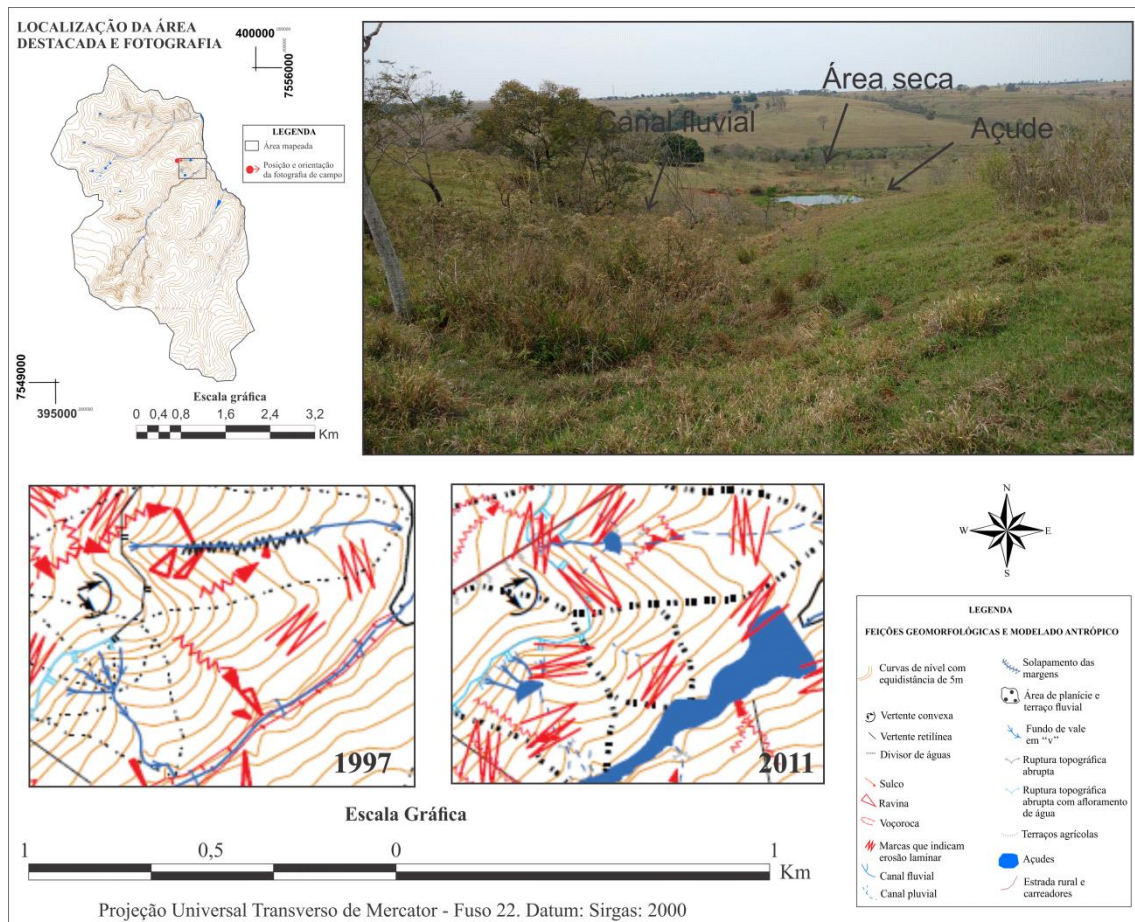 LOCALIZAÇÃO DA ÁREA
DESTACADA E FOTOGRAFIA
400000
7556000
LEGENDA
Área mapeada
Posição e orientação
da fotografia de campo
7549000
395000
Escala gráfica
0 0,4 0,8 1,6 2,4 3,2
Km
Área seca
Canal fluvial
Açude
1997
2011
N
W E
S
Escala Gráfica
1 0,5 0 1
Km
Projeção Universal Transverso de Mercator - Fuso 22. Datum: Sirgas: 2000
LEGENDA
FEIÇÕES GEOMORFOLÓGICAS E MODELADO ANTRÓPICO
Curvas de nível com
equidistância de 5m
Vertente convexa
Vertente retilínea
Divisor de águas
Sulco
Ravina
Voçoroca
Marcas que indicam
erosão laminar
Canal fluvial
Canal pluvial
Solapamento das
margens
Área de planície e
terraço fluvial
Fundo de vale
em “v”
Ruptura topográfica
abrupta
Ruptura topográfica
abrupta com afloramento
de água
Terraços agrícolas
Açudes
Estrada rural e
carreadores